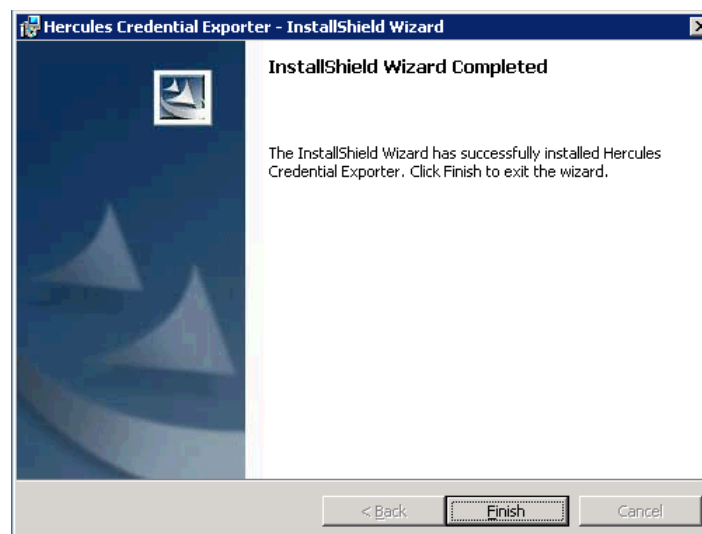 Hercules Credential Exporter - InstallShield Wizard
InstallShield Wizard Completed
The InstallShield Wizard has successfully installed Hercules
Credential Exporter. Click Finish to exit the wizard.
< Back Finish Cancel